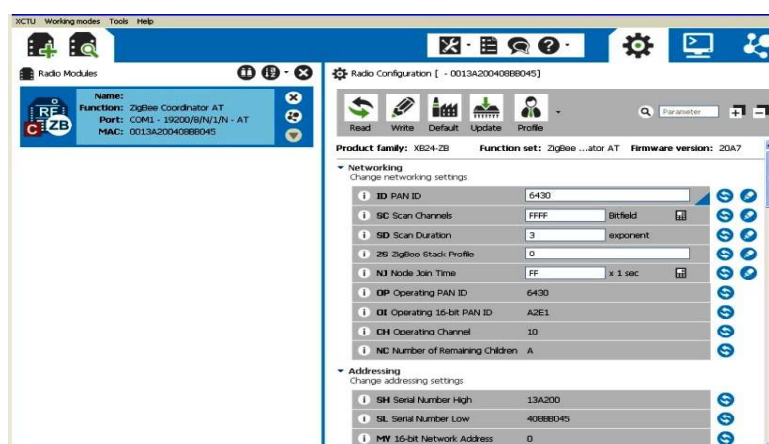 XCTU Working modes Tools Help
Radio Modules
Name:
Function: ZigBee Coordinator AT
Port: COM1 - 19200/8/N/1/N - AT
MAC: 0013A20040BBB045
RF
C ZB
Radio Configuration [ - 0013A20040BBB045]
Read Write Default Update Profile
Parameter
Product family: XB24-ZB Function set: ZigBee ...ator AT Firmware version: 20A7
Networking
Change networking settings
i ID PAN ID 6430
i SC Scan Channels FFFF Bitfield
i SD Scan Duration 3 exponent
i ZS ZigBee Stack Profile 0
i NJ Node Join Time FF x 1 sec
i OP Operating PAN ID 6430
i OI Operating 16-bit PAN ID A2E1
i CH Operating Channel 10
i NC Number of Remaining Children A
Addressing
Change addressing settings
i SH Serial Number High 13A200
i SL Serial Number Low 40BBB045
i MY 16-bit Network Address 0